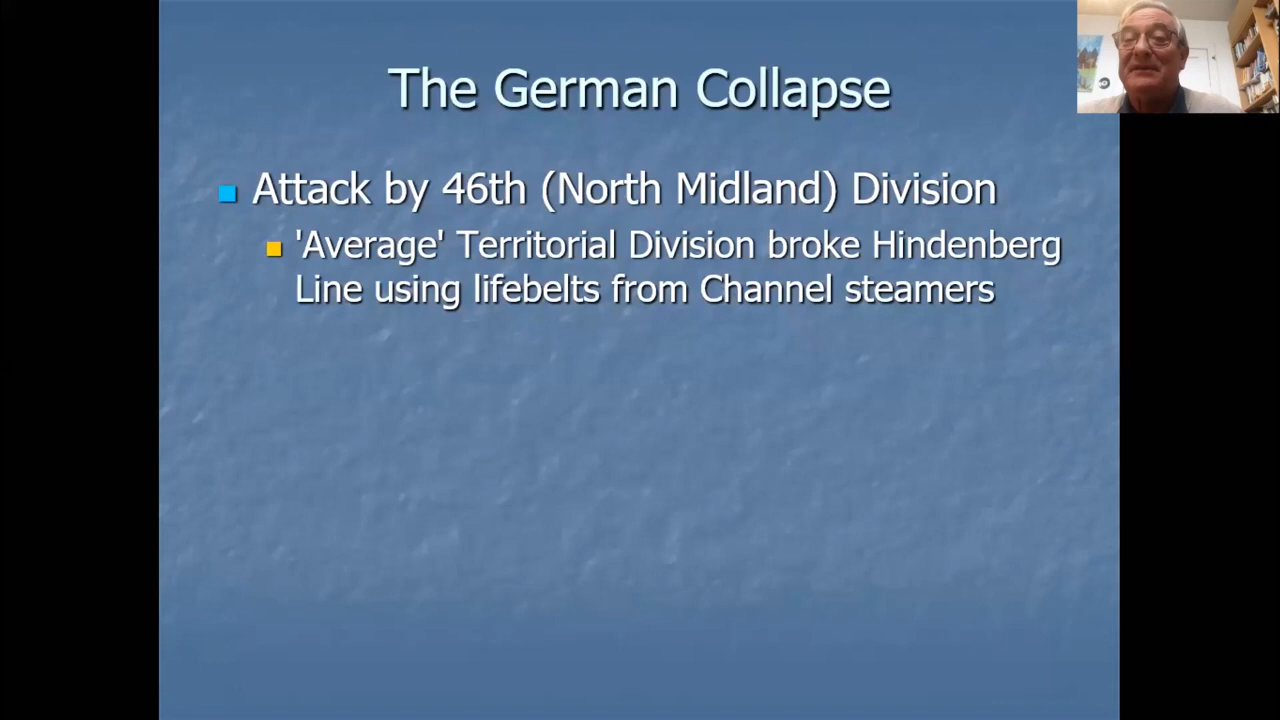 The German Collapse
Attack by 46th (North Midland) Division
'Average' Territorial Division broke Hindenberg
Line using lifebelts from Channel steamers